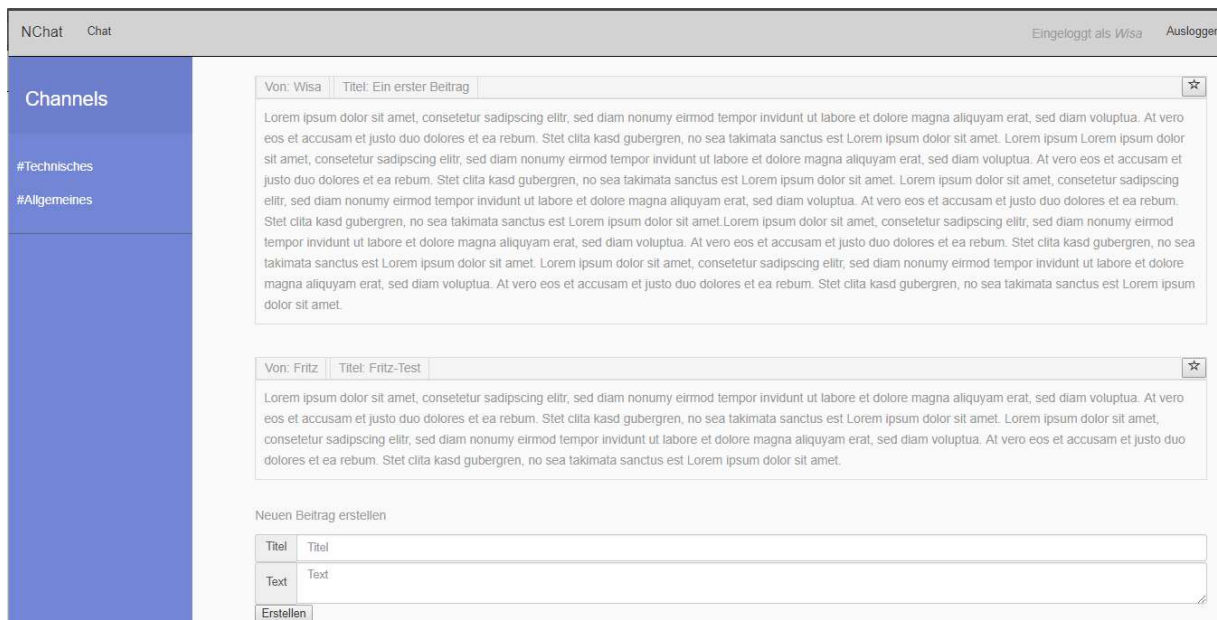 NChat Chat Eingeloggt als Wisa Ausloggen
Channels
#Technisches
#Allgemeines
Von: Wisa Titel: Ein erster Beitrag ☆
Lorem ipsum dolor sit amet, consetetur sadipscing elitr, sed diam nonumy eirmod tempor invidunt ut labore et dolore magna aliquyam erat, sed diam voluptua. At vero
eos et accusam et justo duo dolores et ea rebum. Stet clita kasd gubergren, no sea takimata sanctus est Lorem ipsum dolor sit amet. Lorem ipsum Lorem ipsum dolor
sit amet, consetetur sadipscing elitr, sed diam nonumy eirmod tempor invidunt ut labore et dolore magna aliquyam erat, sed diam voluptua. At vero eos et accusam et
justo duo dolores et ea rebum. Stet clita kasd gubergren, no sea takimata sanctus est Lorem ipsum dolor sit amet. Lorem ipsum dolor sit amet, consetetur sadipscing
elitr, sed diam nonumy eirmod tempor invidunt ut labore et dolore magna aliquyam erat, sed diam voluptua. At vero eos et accusam et justo duo dolores et ea rebum.
Stet clita kasd gubergren, no sea takimata sanctus est Lorem ipsum dolor sit amet.Lorem ipsum dolor sit amet, consetetur sadipscing elitr, sed diam nonumy eirmod
tempor invidunt ut labore et dolore magna aliquyam erat, sed diam voluptua. At vero eos et accusam et justo duo dolores et ea rebum. Stet clita kasd gubergren, no sea
takimata sanctus est Lorem ipsum dolor sit amet. Lorem ipsum dolor sit amet, consetetur sadipscing elitr, sed diam nonumy eirmod tempor invidunt ut labore et dolore
magna aliquyam erat, sed diam voluptua. At vero eos et accusam et justo duo dolores et ea rebum. Stet clita kasd gubergren, no sea takimata sanctus est Lorem ipsum
dolor sit amet.
Von: Fritz Titel: Fritz-Test ☆
Lorem ipsum dolor sit amet, consetetur sadipscing elitr, sed diam nonumy eirmod tempor invidunt ut labore et dolore magna aliquyam erat, sed diam voluptua. At vero
eos et accusam et justo duo dolores et ea rebum. Stet clita kasd gubergren, no sea takimata sanctus est Lorem ipsum dolor sit amet. Lorem ipsum dolor sit amet,
consetetur sadipscing elitr, sed diam nonumy eirmod tempor invidunt ut labore et dolore magna aliquyam erat, sed diam voluptua. At vero eos et accusam et justo duo
dolores et ea rebum. Stet clita kasd gubergren, no sea takimata sanctus est Lorem ipsum dolor sit amet.
Neuen Beitrag erstellen
Titel Titel
Text Text
Erstellen